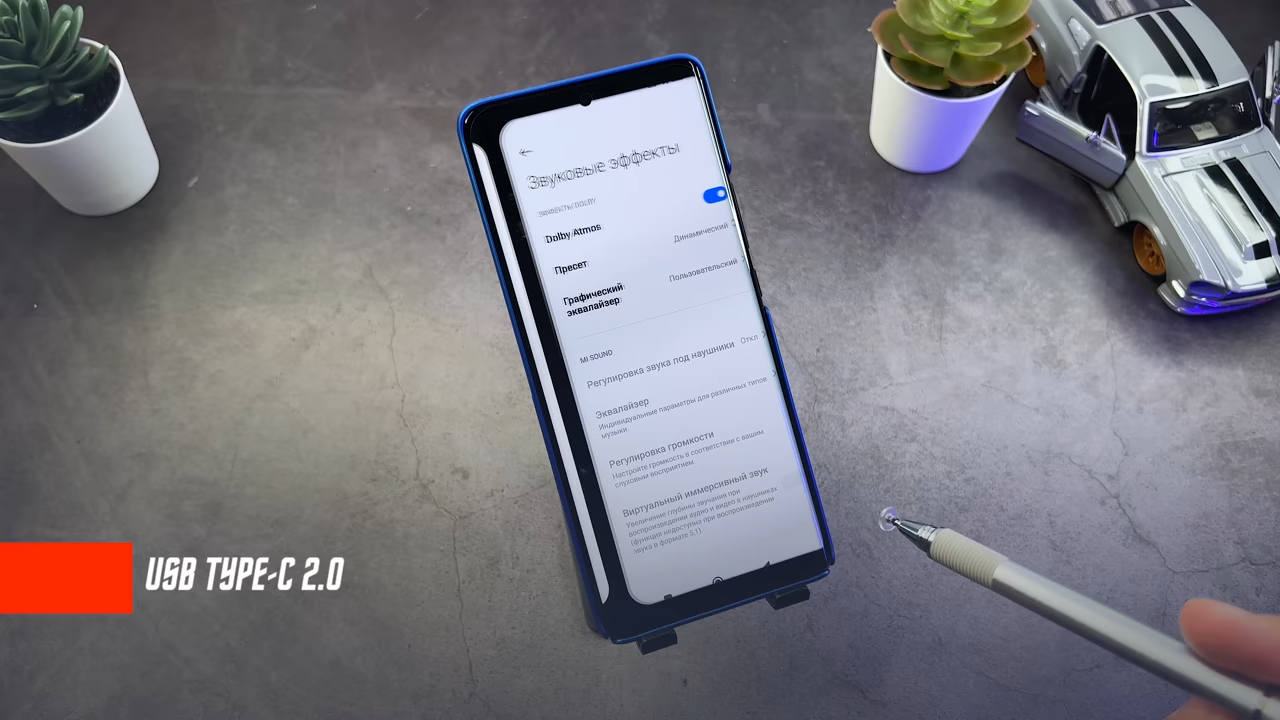 Звуковые эффекты
ЭФФЕКТЫ DOLBY
Dolby Atmos
Динамический
Пресет
Пользовательский
Графический
эквалайзер
MI SOUND
Откл
Регулировка звука под наушники
Эквалайзер
Индивидуальные параметры для различных типов
музыки.
Регулировка громкости
Настройте громкость в соответствии с вашим
слуховым восприятием.
Виртуальный иммерсивный звук
Увеличение глубины звучания при
воспроизведении аудио и видео в наушниках
(функция недоступна при воспроизведении
звука в формате 5.1)
USB TYPE-C 2.0